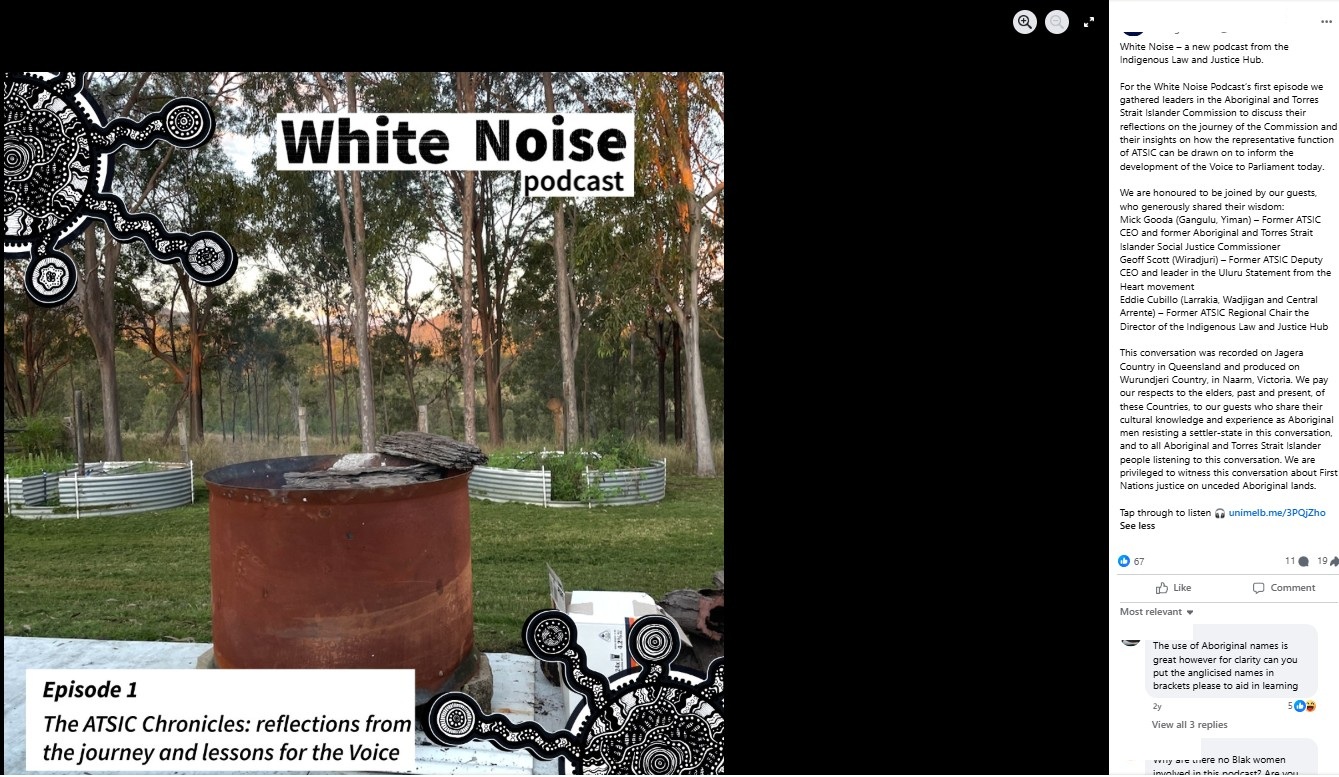 White Noise
podcast
Episode 1
The ATSIC Chronicles: reflections from
the journey and lessons for the Voice
White Noise – a new podcast from the
Indigenous Law and Justice Hub.
For the White Noise Podcast's first episode we
gathered leaders in the Aboriginal and Torres
Strait Islander Commission to discuss their
reflections on the journey of the Commission and
their insights on how the representative function
of ATSIC can be drawn on to inform the
development of the Voice to Parliament today.
We are honoured to be joined by our guests,
who generously shared their wisdom:
Mick Gooda (Gangulu, Yiman) – Former ATSIC
CEO and former Aboriginal and Torres Strait
Islander Social Justice Commissioner
Geoff Scott (Wiradjuri) – Former ATSIC Deputy
CEO and leader in the Uluru Statement from the
Heart movement
Eddie Cubillo (Larrakia, Wadjigan and Central
Arrente) – Former ATSIC Regional Chair the
Director of the Indigenous Law and Justice Hub
This conversation was recorded on Jagera
Country in Queensland and produced on
Wurundjeri Country, in Naarm, Victoria. We pay
our respects to the elders, past and present, of
these Countries, to our guests who share their
cultural knowledge and experience as Aboriginal
men resisting a settler-state in this conversation,
and to all Aboriginal and Torres Strait Islander
people listening to this conversation. We are
privileged to witness this conversation about First
Nations justice on unceded Aboriginal lands.
Tap through to listen 🎧 unimelb.me/3PQjZho
See less
67
11 19
Like Comment
Most relevant
The use of Aboriginal names is
great however for clarity can you
put the anglicised names in
brackets please to aid in learning
2y 5
View all 3 replies
Why are there no Blak women
involved in this podcast? Are you